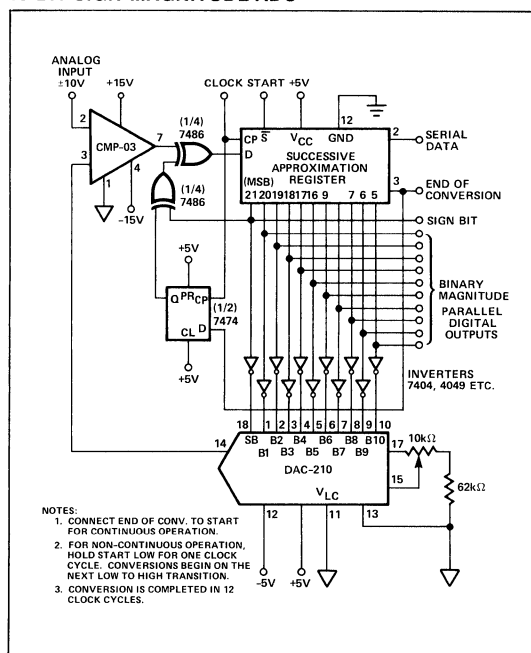 ANALOG
INPUT
±10V
+15V
CLOCK START +5V
2
CMP-03
7
3
1
4
-15V
(1/4)
7486
(1/4)
7486
CP S̅ VCC GND
12
D
SUCCESSIVE
APPROXIMATION
REGISTER
(MSB)
2 21 20 19 18 17 16 9 7 6 5
2
SERIAL
DATA
3
END OF
CONVERSION
SIGN BIT
BINARY
MAGNITUDE
PARALLEL
DIGITAL
OUTPUTS
+5V
Q PR CP
(1/2)
CL D
7474
+5V
INVERTERS
7404, 4049 ETC.
18 1 2 3 4 5 6 7 8 9 10
SB B2 B4 B6 B8 B10
B1 B3 B5 B7 B9
14
DAC-210
17
10kΩ
15
62kΩ
VLC
12 11 13
-5V +5V
NOTES:
1. CONNECT END OF CONV. TO START
FOR CONTINUOUS OPERATION.
2. FOR NON-CONTINUOUS OPERATION,
HOLD START LOW FOR ONE CLOCK
CYCLE. CONVERSIONS BEGIN ON THE
NEXT LOW TO HIGH TRANSITION.
3. CONVERSION IS COMPLETED IN 12
CLOCK CYCLES.